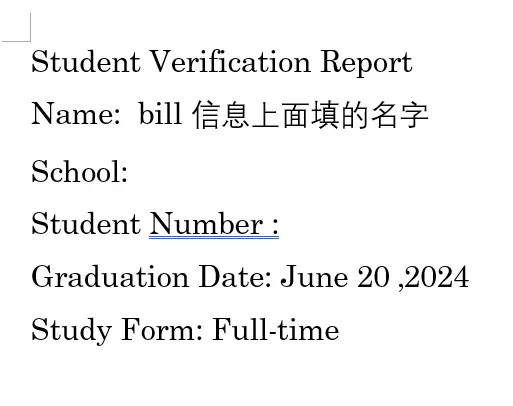 Student Verification Report
Name:  bill 信息上面填的名字
School:
Student Number :
Graduation Date: June 20 ,2024
Study Form: Full-time